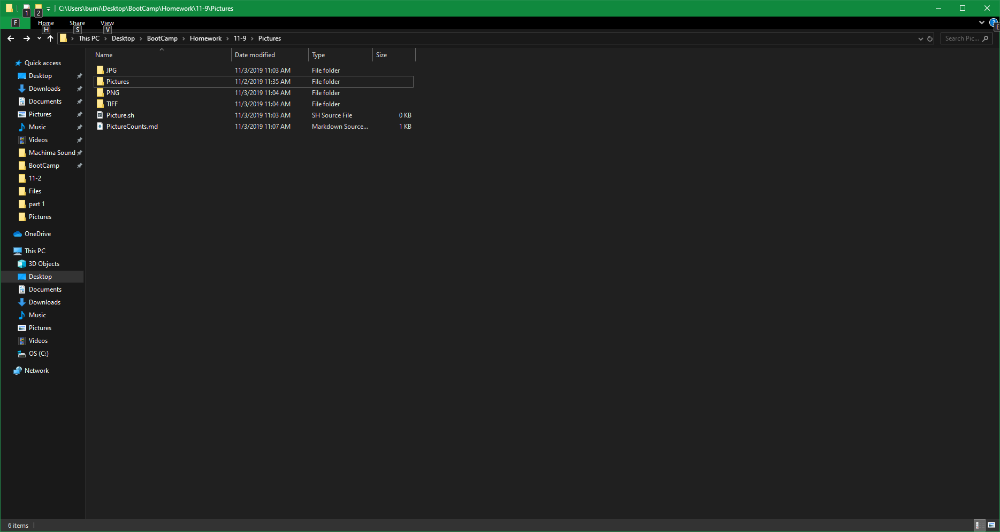 1 2 C:\Users\burni\Desktop\BootCamp\Homework\11-9\Pictures
F Home Share View
H S V E
This PC Desktop BootCamp Homework 11-9 Pictures Search Pic...
Name Date modified Type Size
JPG 11/3/2019 11:03 AM File folder
Pictures 11/2/2019 11:35 AM File folder
PNG 11/3/2019 11:04 AM File folder
TIFF 11/3/2019 11:04 AM File folder
Picture.sh 11/3/2019 11:03 AM SH Source File 0 KB
PictureCounts.md 11/3/2019 11:07 AM Markdown Source... 1 KB
Quick access
Desktop
Downloads
Documents
Pictures
Music
Videos
Machima Sound
BootCamp
11-2
Files
part 1
Pictures
OneDrive
This PC
3D Objects
Desktop
Documents
Downloads
Music
Pictures
Videos
OS (C:)
Network
6 items